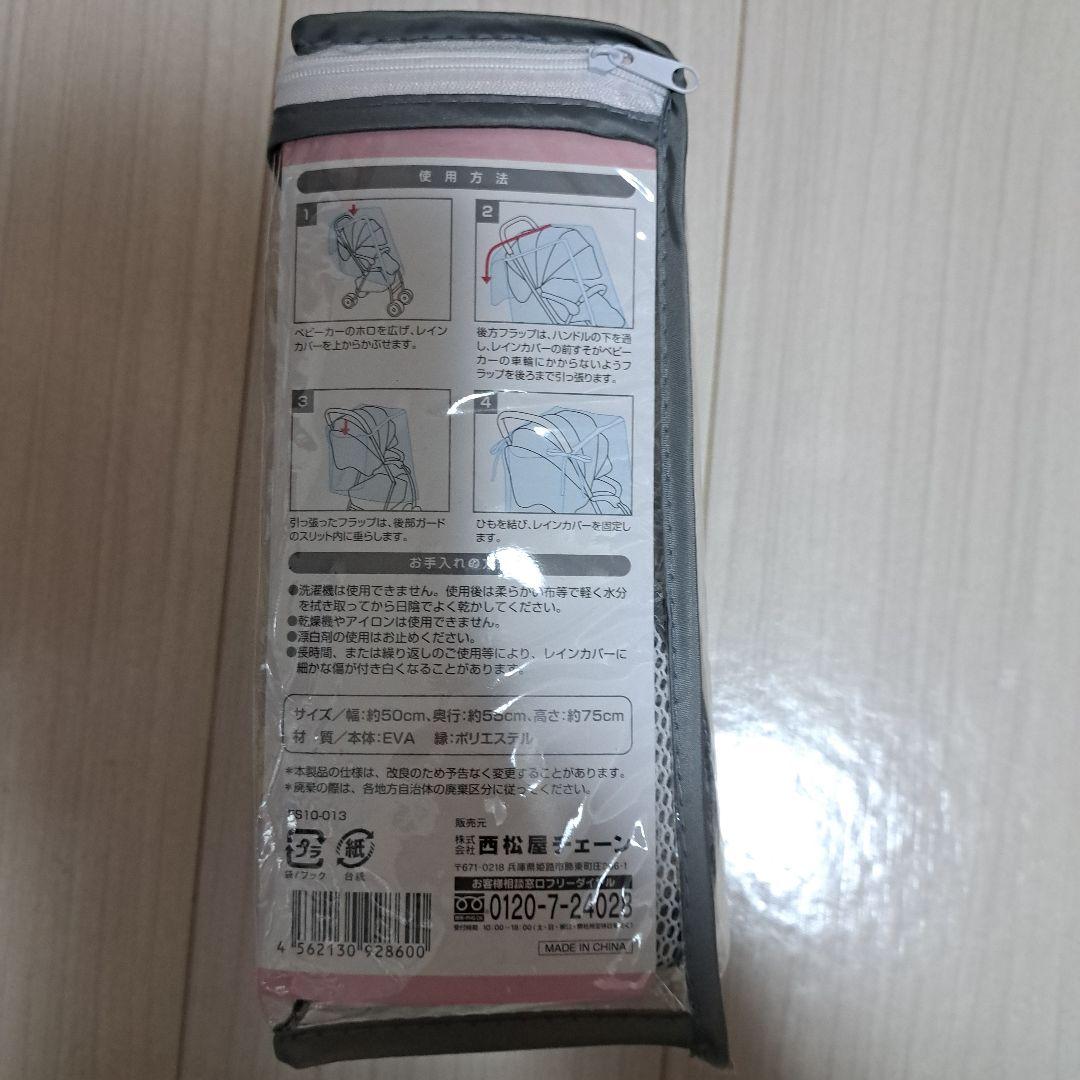 使用方法
1
ベビーカーのホロを広げ、レイン
カバーを上からかぶせます。
2
後方フラップは、ハンドルの下を通
し、レインカバーの前すそがベビー
カーの車輪にかからないようフ
ラップを後ろまで引っ張ります。
3
引っ張ったフラップは、後部ガード
のスリット内に垂らします。
4
ひもを結び、レインカバーを固定し
ます。
お手入れの方
●洗濯機は使用できません。使用後は柔らかい布等で軽く水分
を拭き取ってから日陰でよく乾かしてください。
●乾燥機やアイロンは使用できません。
●漂白剤の使用はお止めください。
●長時間、または繰り返しのご使用等により、レインカバーに
細かな傷が付き白くなることがあります。
サイズ/幅:約50cm、奥行:約55cm、高さ:約75cm
材 質/本体:EVA 縁:ポリエステル
*本製品の仕様は、改良のため予告なく変更することがあります。
*廃棄の際は、各地方自治体の廃棄区分に従ってください。
FS10-013
プラ
袋/フック
紙
台紙
販売元
株式会社 西松屋チェーン
〒671-0218 兵庫県姫路市飾東町庄266-1
お客様相談窓口フリーダイヤル
0120-7-24028
受付時間 10:00~18:00
MADE IN CHINA
4 562130 928600